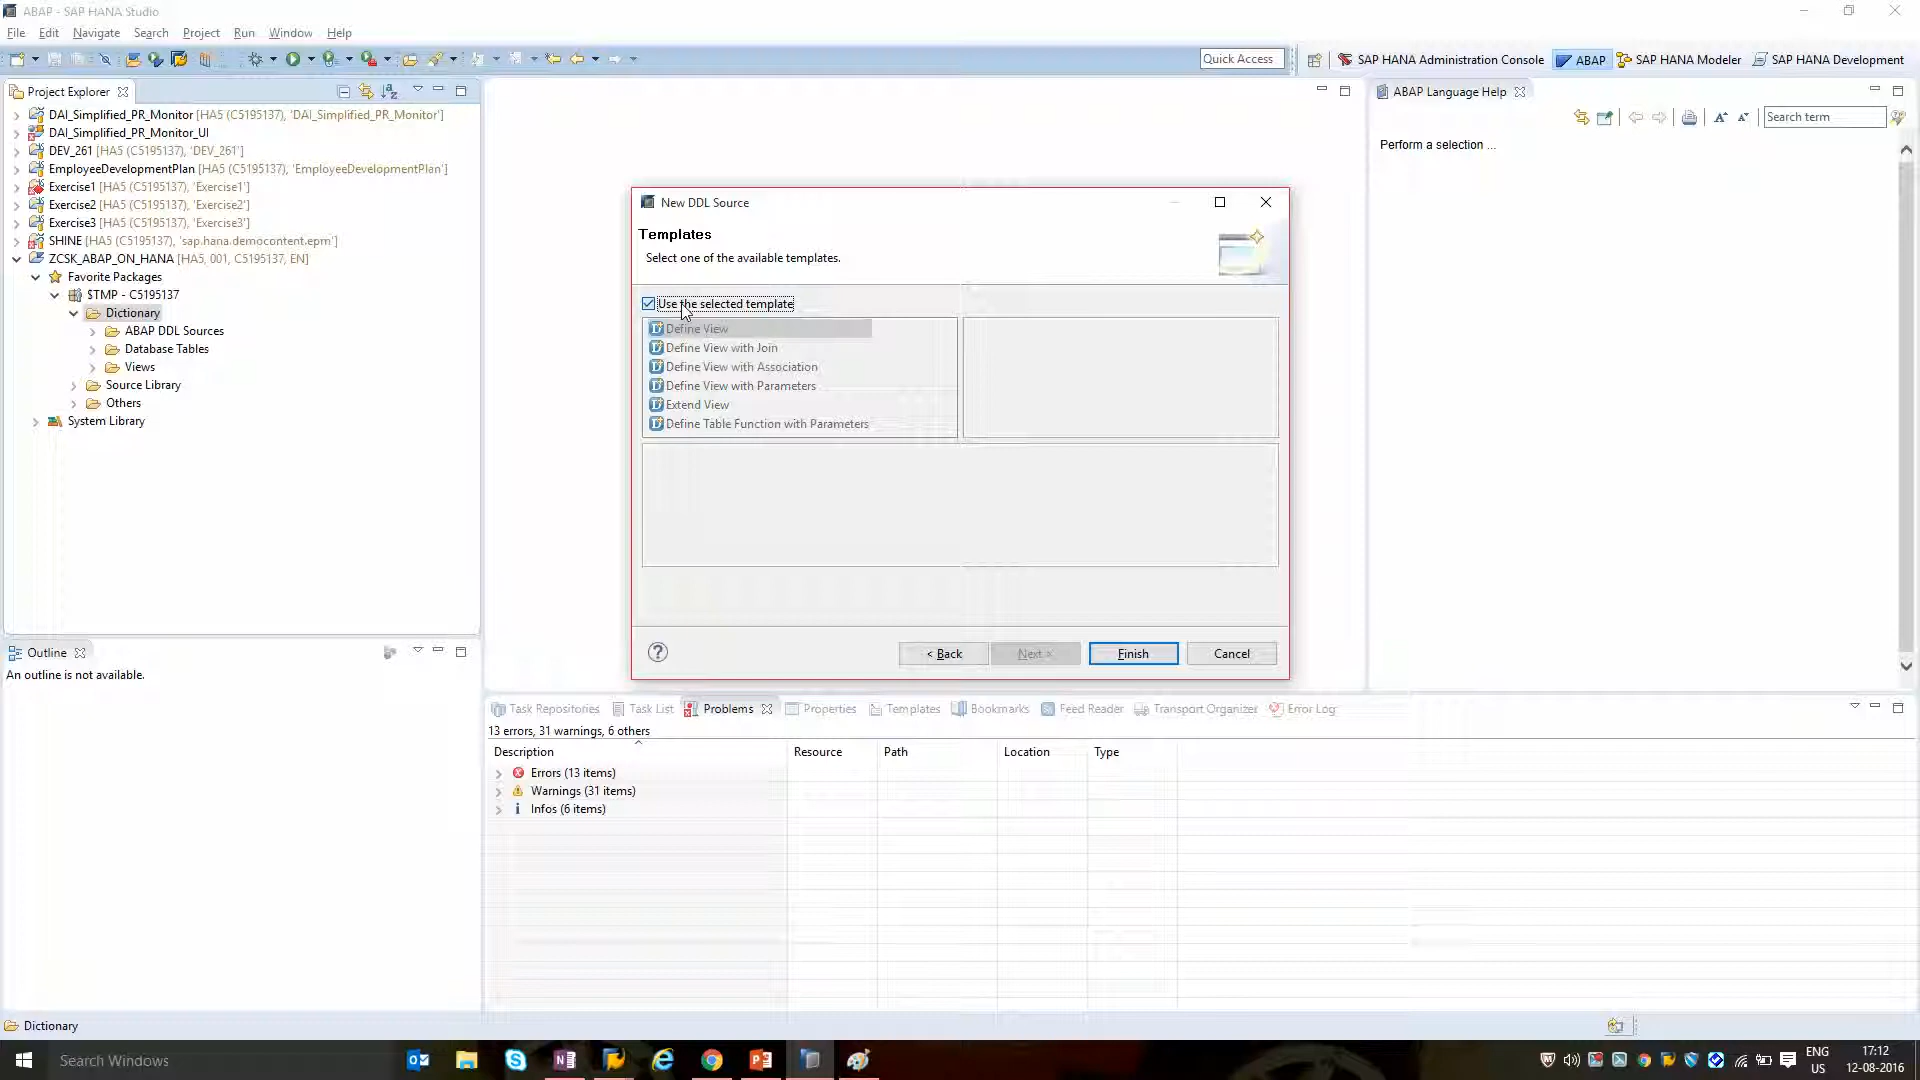 ABAP - SAP HANA Studio
File Edit Navigate Search Project Run Window Help
Quick Access
SAP HANA Administration Console ABAP SAP HANA Modeler SAP HANA Development
Project Explorer
DAI_Simplified_PR_Monitor [HA5 (C5195137), 'DAI_Simplified_PR_Monitor']
DAI_Simplified_PR_Monitor_UI
DEV_261 [HA5 (C5195137), 'DEV_261']
EmployeeDevelopmentPlan [HA5 (C5195137), 'EmployeeDevelopmentPlan']
Exercise1 [HA5 (C5195137), 'Exercise1']
Exercise2 [HA5 (C5195137), 'Exercise2']
Exercise3 [HA5 (C5195137), 'Exercise3']
SHINE [HA5 (C5195137), 'sap.hana.democontent.epm']
ZCSK_ABAP_ON_HANA [HA5, 001, C5195137, EN]
Favorite Packages
$TMP - C5195137
Dictionary
ABAP DDL Sources
Database Tables
Views
Source Library
Others
System Library
Outline
An outline is not available.
New DDL Source
Templates
Select one of the available templates.
Use the selected template
Define View
Define View with Join
Define View with Association
Define View with Parameters
Extend View
Define Table Function with Parameters
< Back Next > Finish Cancel
ABAP Language Help
Search term
Perform a selection ...
Task Repositories Task List Problems Properties Templates Bookmarks Feed Reader Transport Organizer Error Log
13 errors, 31 warnings, 6 others
Description Resource Path Location Type
Errors (13 items)
Warnings (31 items)
Infos (6 items)
Dictionary
Search Windows
ENG
US
17:12
12-08-2016